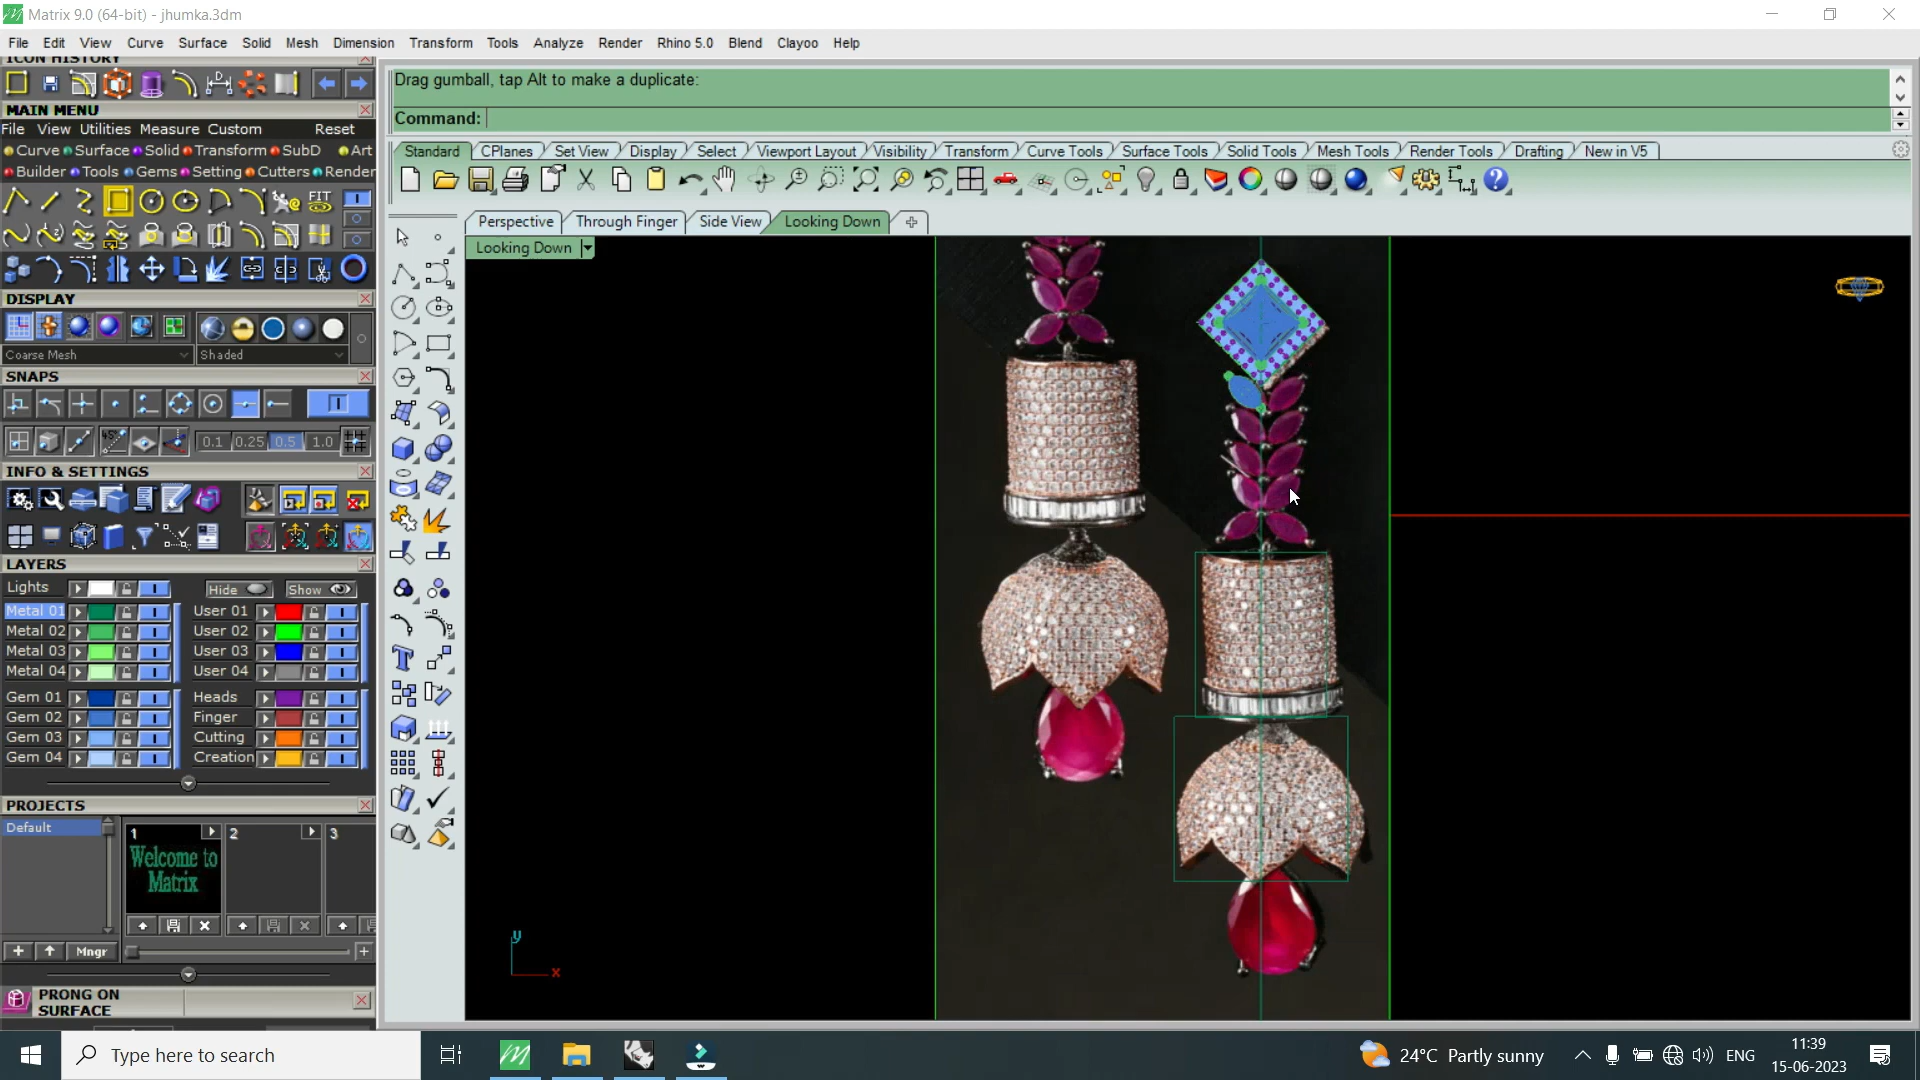 Matrix 9.0 (64-bit) - jhumka.3dm
File Edit View Curve Surface Solid Mesh Dimension Transform Tools Analyze Render Rhino 5.0 Blend Clayoo Help
ICON HISTORY
Drag gumball, tap Alt to make a duplicate:
Command:
MAIN MENU
File View Utilities Measure Custom Reset
Curve Surface Solid Transform SubD Art
Builder Tools Gems Setting Cutters Render
Standard CPlanes Set View Display Select Viewport Layout Visibility Transform Curve Tools Surface Tools Solid Tools Mesh Tools Render Tools Drafting New in V5
FIT
Perspective Through Finger Side View Looking Down
Looking Down
DISPLAY
Coarse Mesh Shaded
SNAPS
0.1 0.25 0.5 1.0
INFO & SETTINGS
LAYERS
Lights Hide Show
Metal 01 User 01
Metal 02 User 02
Metal 03 User 03
Metal 04 User 04
Gem 01 Heads
Gem 02 Finger
Gem 03 Cutting
Gem 04 Creation
PROJECTS
Default 1 2 3
Welcome to
Matrix
Mngr
PRONG ON
SURFACE
y
x
Type here to search
24°C Partly sunny
ENG
11:39
15-06-2023